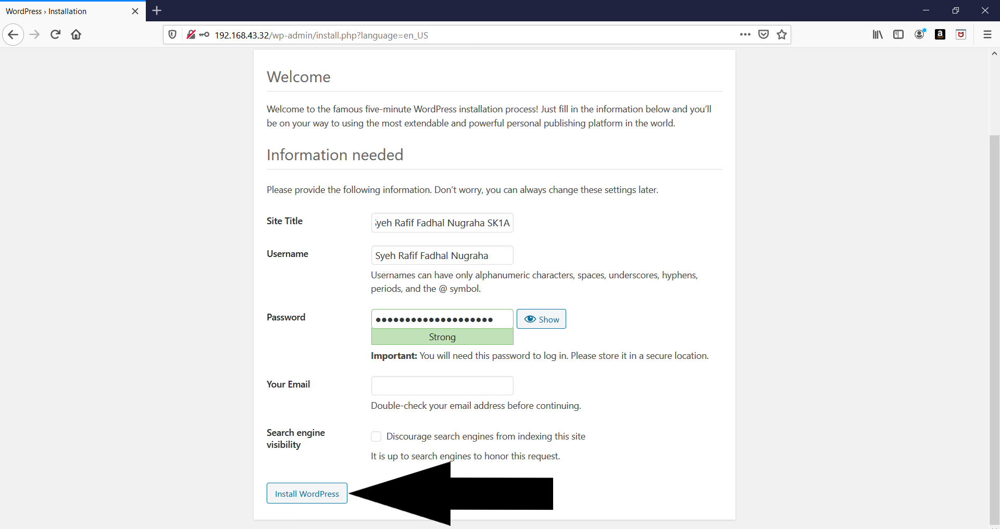 WordPress › Installation
192.168.43.32/wp-admin/install.php?language=en_US
Welcome
Welcome to the famous five-minute WordPress installation process! Just fill in the information below and you’ll
be on your way to using the most extendable and powerful personal publishing platform in the world.
Information needed
Please provide the following information. Don’t worry, you can always change these settings later.
Site Title
Syeh Rafif Fadhal Nugraha SK1A
Username
Syeh Rafif Fadhal Nugraha
Usernames can have only alphanumeric characters, spaces, underscores, hyphens,
periods, and the @ symbol.
Password
●●●●●●●●●●●●●●●●●●●●
Show
Strong
Important: You will need this password to log in. Please store it in a secure location.
Your Email
Double-check your email address before continuing.
Search engine
visibility
Discourage search engines from indexing this site
It is up to search engines to honor this request.
Install WordPress